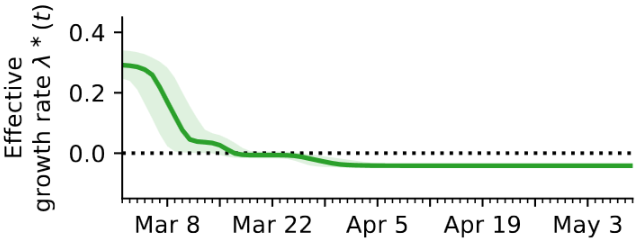 Effective
growth rate λ * (t)
0.4
0.2
0.0
Mar 8 Mar 22 Apr 5 Apr 19 May 3